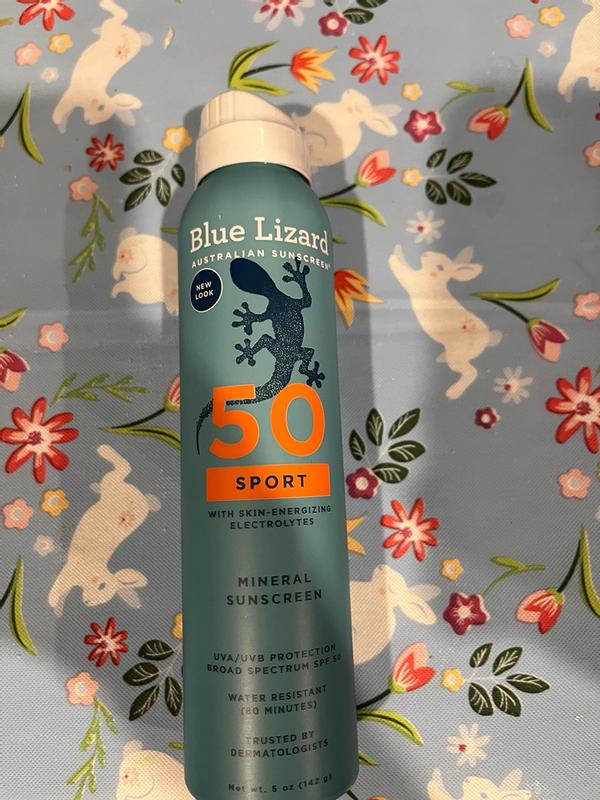 Blue Lizard
AUSTRALIAN SUNSCREEN®
NEW
LOOK
50
SPORT
WITH SKIN-ENERGIZING
ELECTROLYTES
MINERAL
SUNSCREEN
UVA/UVB PROTECTION
BROAD SPECTRUM SPF 50
WATER RESISTANT
(80 MINUTES)
TRUSTED BY
DERMATOLOGISTS
Net wt. 5 oz (142 g)